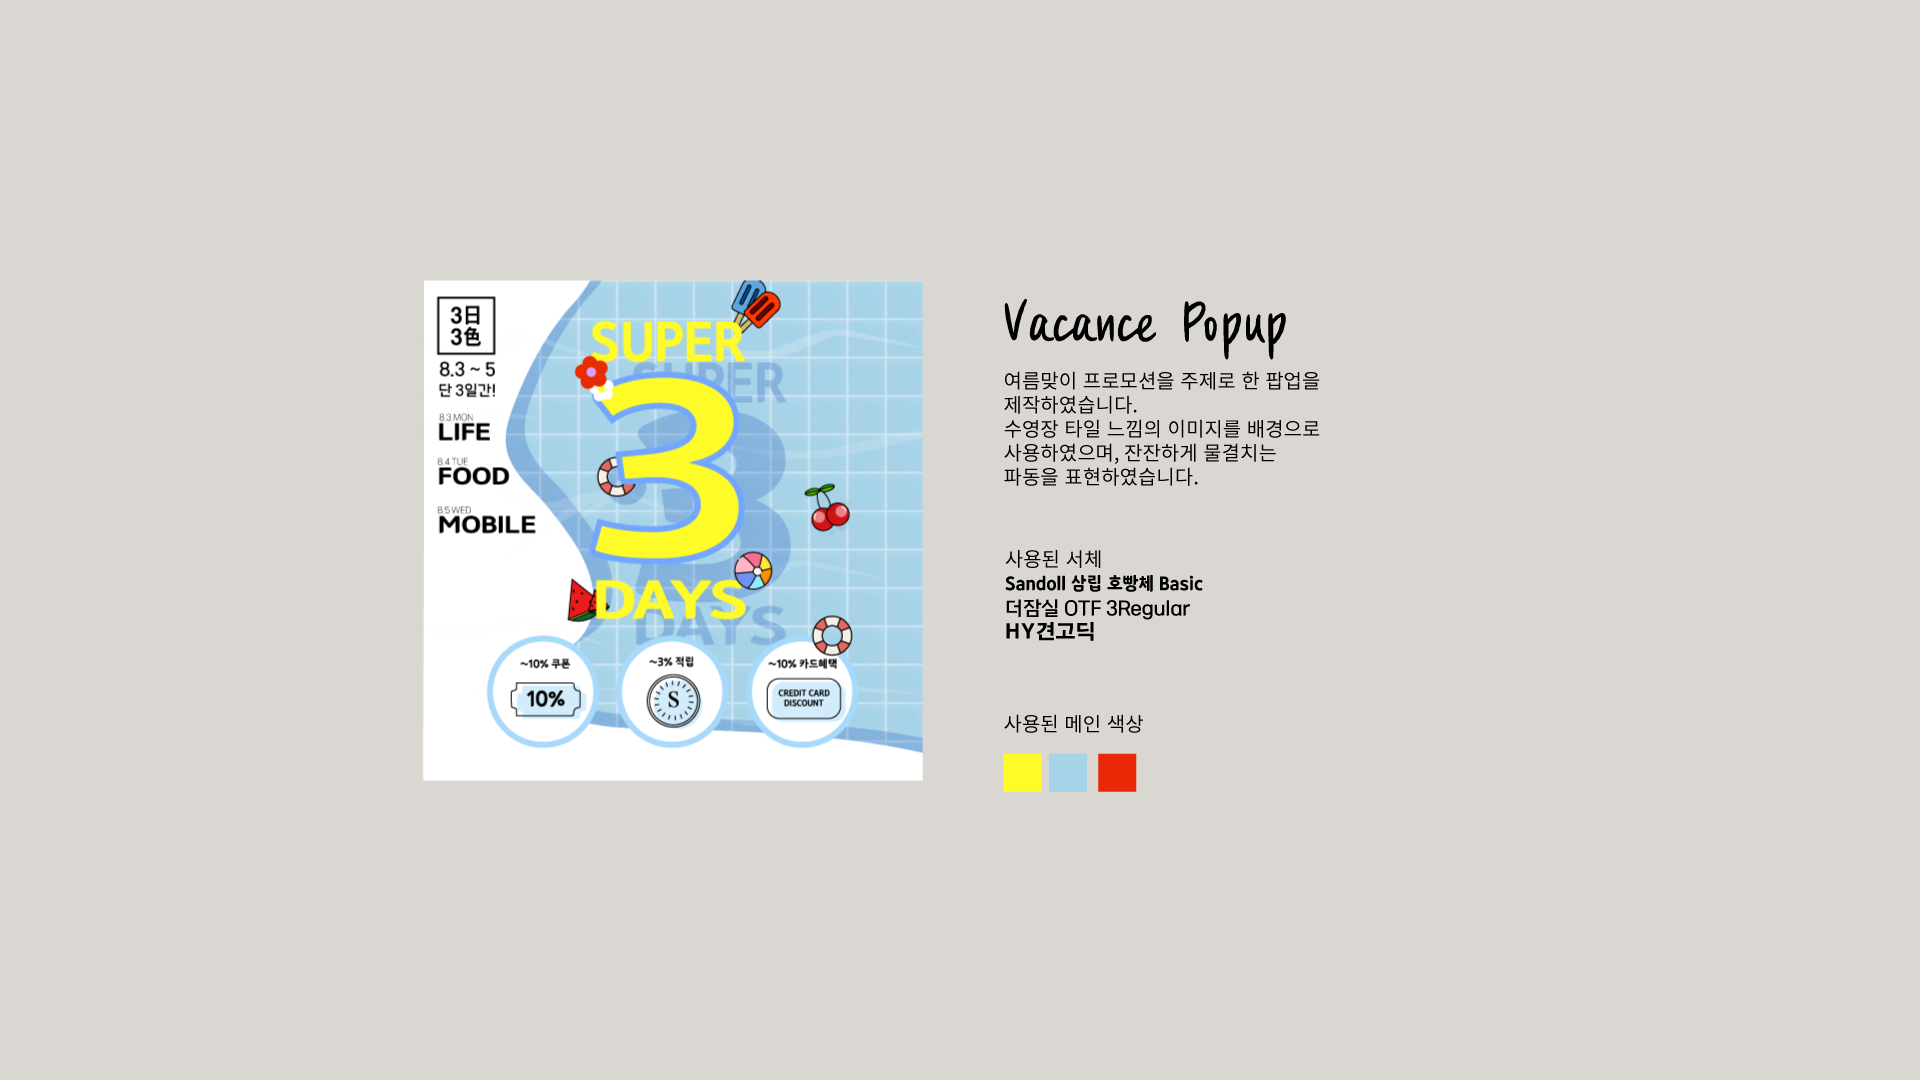 3日
3色
8.3 ~ 5
단 3일간!
8.3 MON
LIFE
8.4 TUE
FOOD
8.5 WED
MOBILE
SUPER
SUPER
3
3
DAYS
DAYS
~10% 쿠폰
10%
~3% 적립
S
~10% 카드혜택
CREDIT CARD
DISCOUNT
Vacance Popup
여름맞이 프로모션을 주제로 한 팝업을
제작하였습니다.
수영장 타일 느낌의 이미지를 배경으로
사용하였으며, 잔잔하게 물결치는
파동을 표현하였습니다.
사용된 서체
Sandoll 삼립 호빵체 Basic
더잠실 OTF 3Regular
HY견고딕
사용된 메인 색상